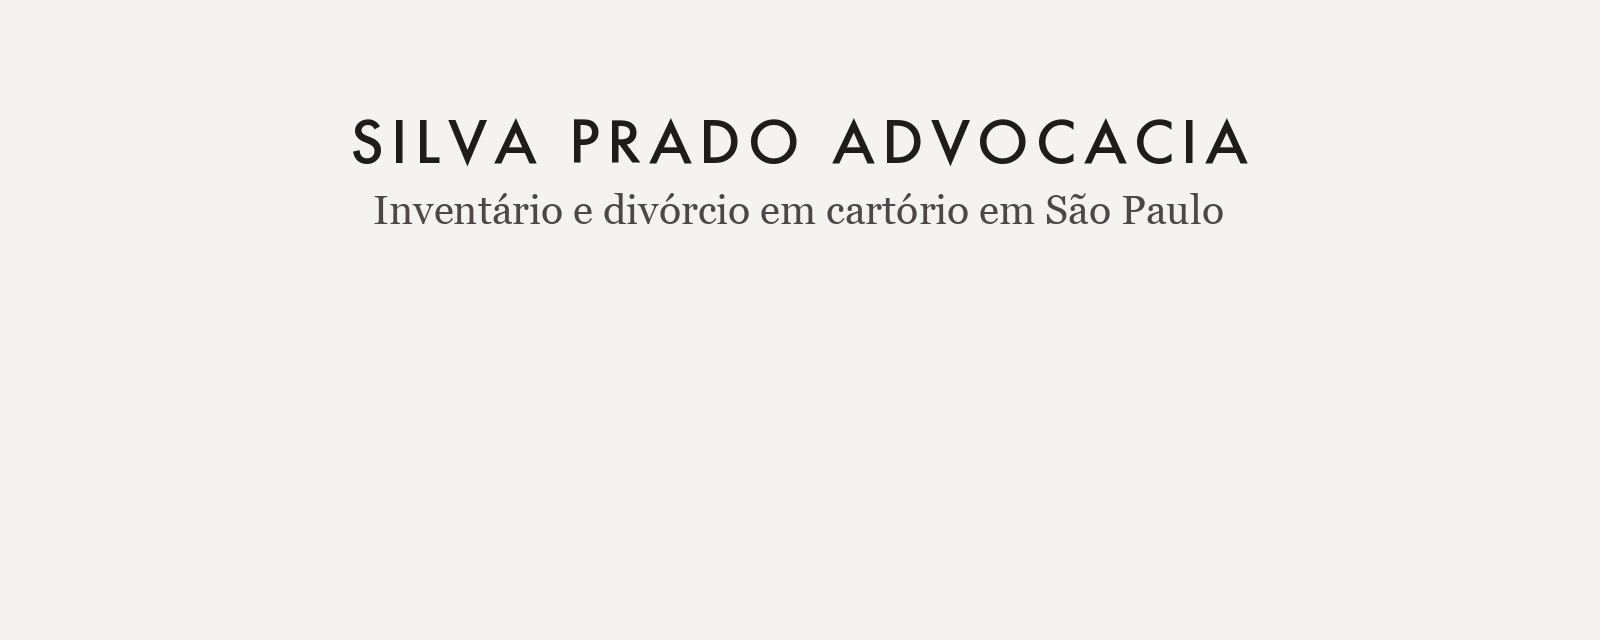 SILVA PRADO ADVOCACIA
Inventário e divórcio em cartório em São Paulo